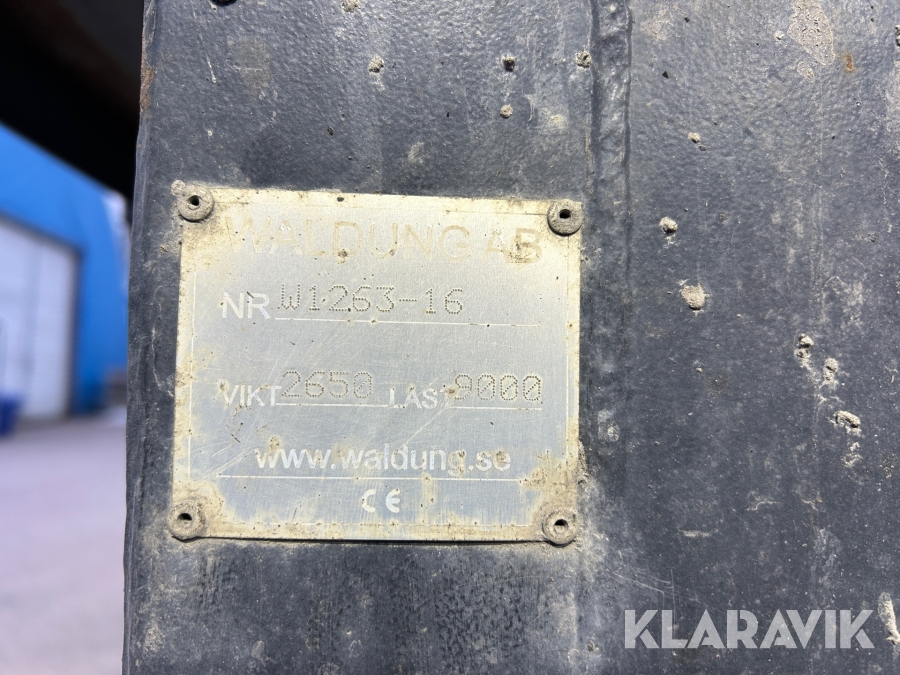 WALDUNG AB
NR W1263-16
VIKT 2650 LAST 9000
www.waldung.se
CE
KLARAVIK